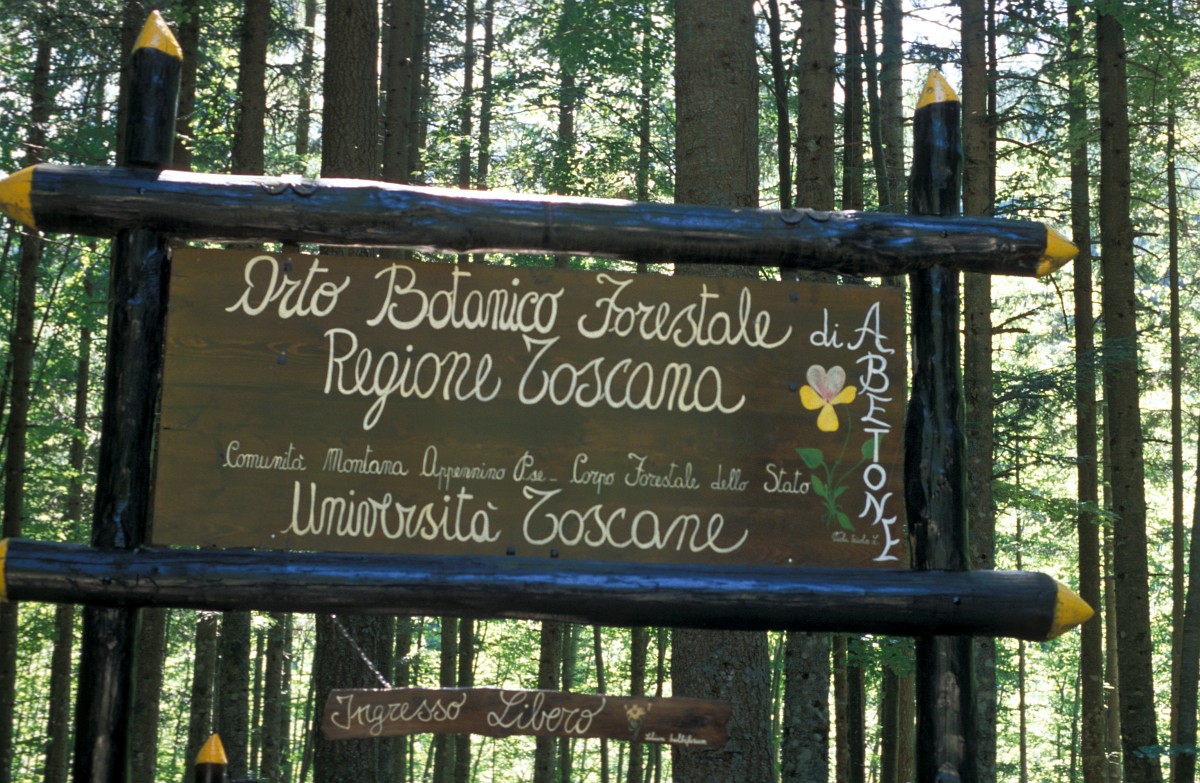 Orto Botanico Forestale di ABETONE
Regione Toscana
Comunità Montana Appennino Pse - Corpo Forestale dello Stato
Università Toscane
Ingresso Libero